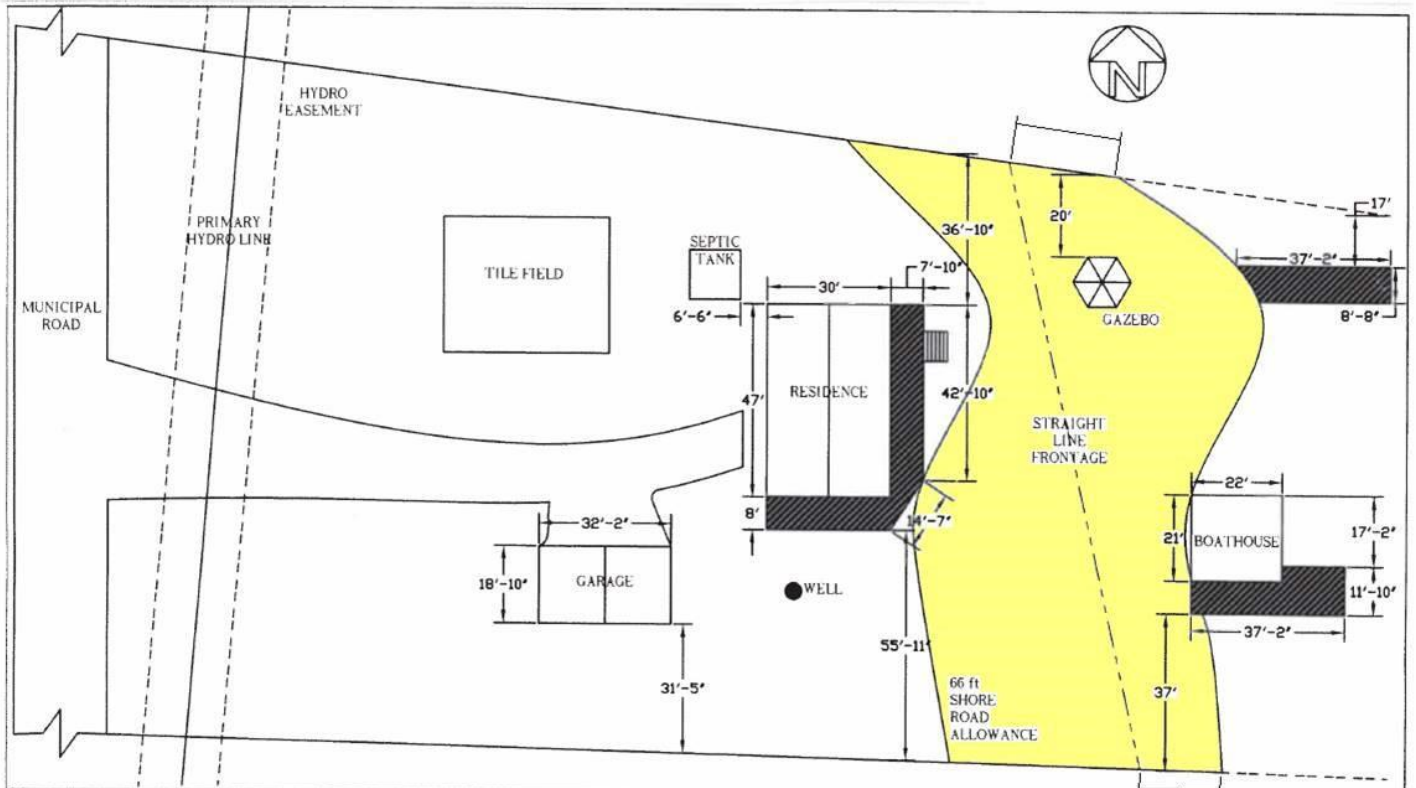 N
HYDRO
EASEMENT
PRIMARY
HYDRO LINE
MUNICIPAL
ROAD
TILE FIELD
SEPTIC
TANK
6'-6"
30'
7'-10"
36'-10"
20'
17'
37'-2"
8'-8"
GAZEBO
RESIDENCE
47'
42'-10"
8'
14'-7"
STRAIGHT
LINE
FRONTAGE
22'
21'
BOATHOUSE
17'-2"
11'-10"
37'-2"
32'-2"
18'-10"
GARAGE
WELL
31'-5"
55'-11"
66 ft
SHORE
ROAD
ALLOWANCE
37'